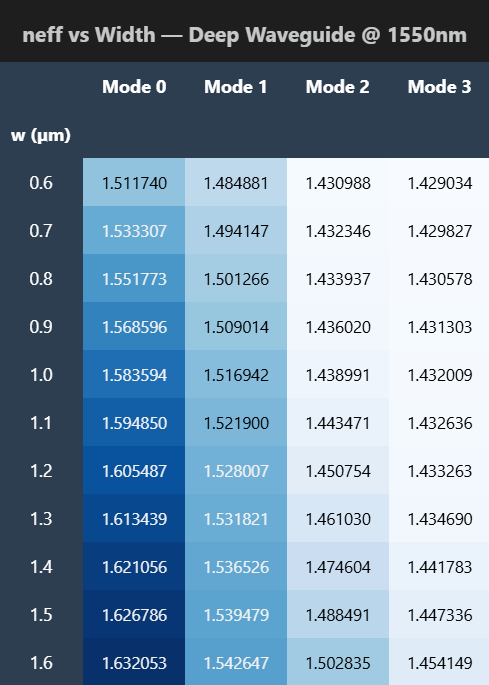 neff vs Width — Deep Waveguide @ 1550nm
Mode 0 Mode 1 Mode 2 Mode 3
w (μm)
0.6 1.511740 1.484881 1.430988 1.429034
0.7 1.533307 1.494147 1.432346 1.429827
0.8 1.551773 1.501266 1.433937 1.430578
0.9 1.568596 1.509014 1.436020 1.431303
1.0 1.583594 1.516942 1.438991 1.432009
1.1 1.594850 1.521900 1.443471 1.432636
1.2 1.605487 1.528007 1.450754 1.433263
1.3 1.613439 1.531821 1.461030 1.434690
1.4 1.621056 1.536526 1.474604 1.441783
1.5 1.626786 1.539479 1.488491 1.447336
1.6 1.632053 1.542647 1.502835 1.454149